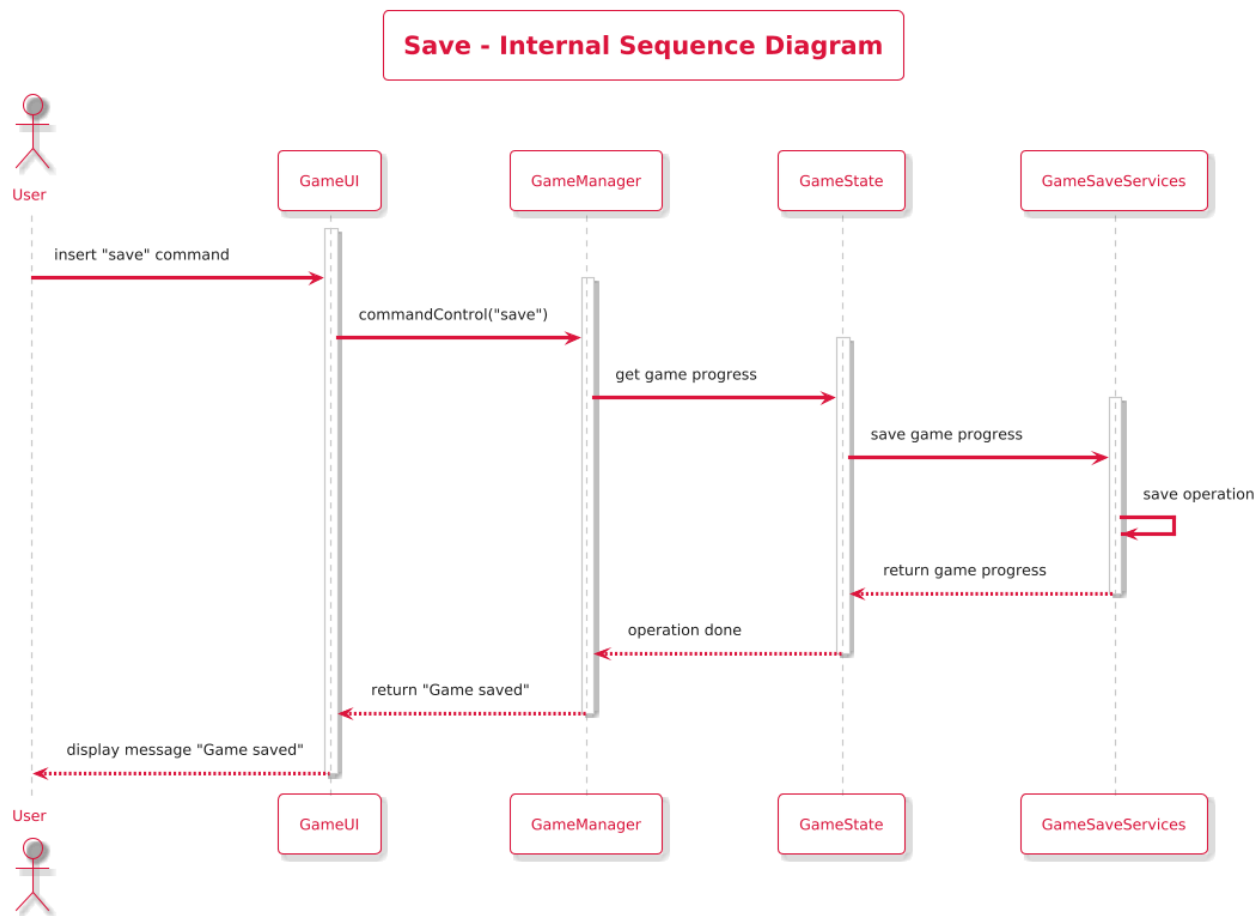 Save - Internal Sequence Diagram
User
GameUI
GameManager
GameState
GameSaveServices
insert "save" command
commandControl("save")
get game progress
save game progress
save operation
return game progress
operation done
return "Game saved"
display message "Game saved"
User
GameUI
GameManager
GameState
GameSaveServices